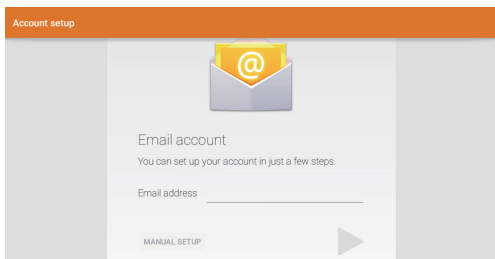 Account setup
@
Email account
You can set up your account in just a few steps.
Email address
MANUAL SETUP